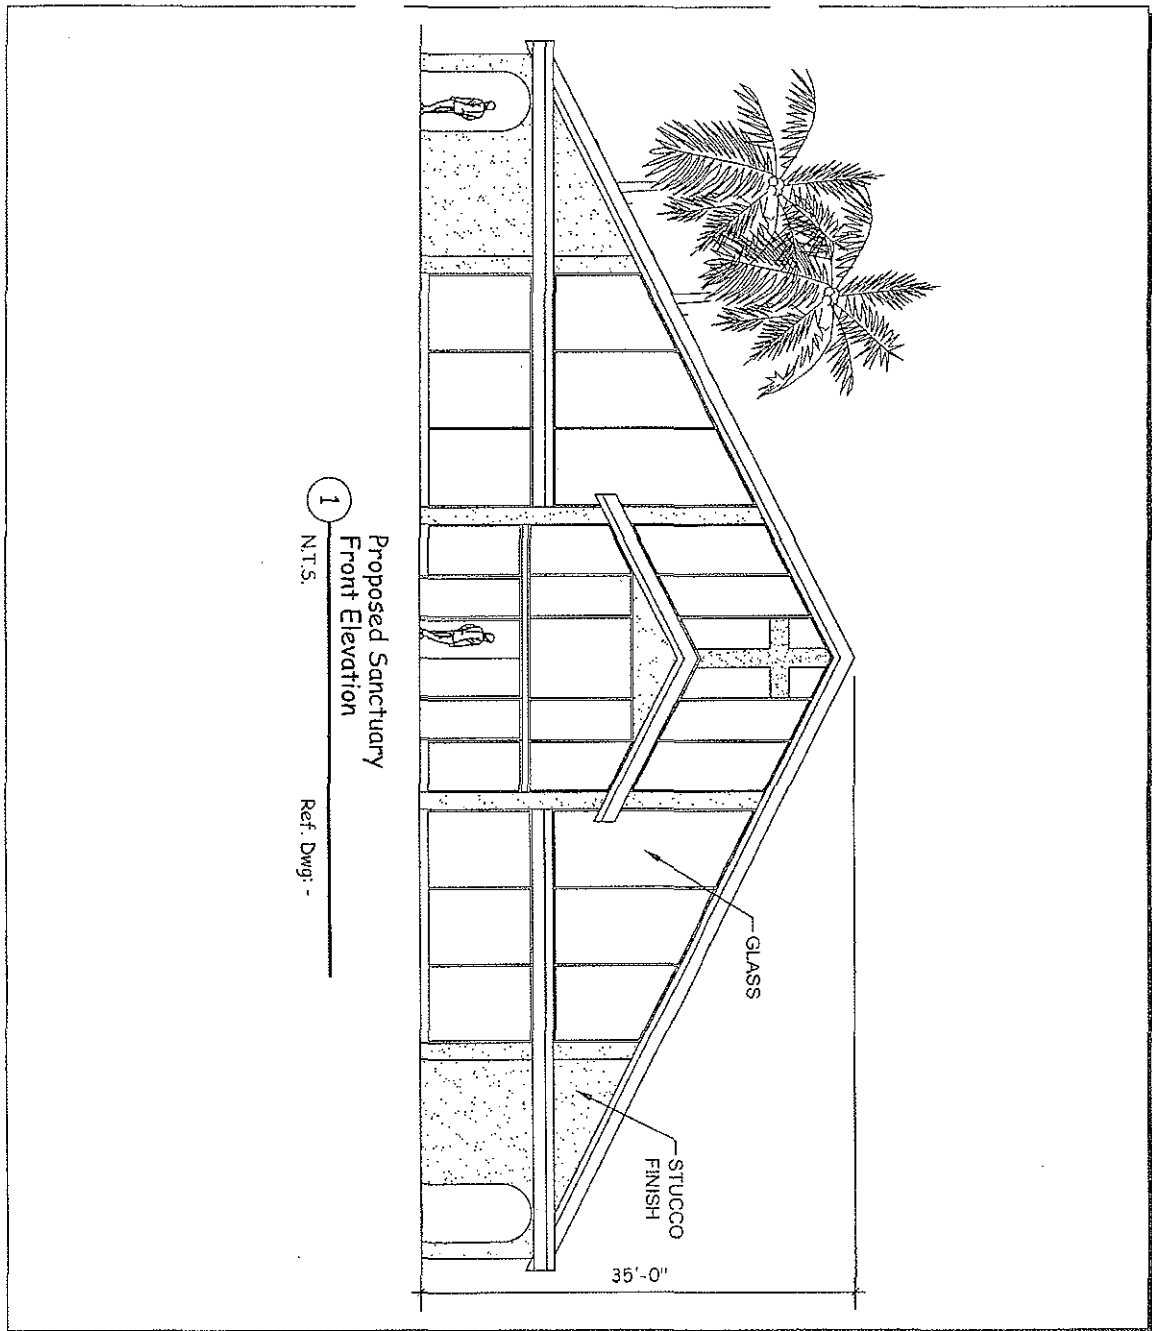 GLASS
STUCCO
FINISH
35'-0"
Proposed Sanctuary
Front Elevation
1
N.T.S.
Ref. Dwg: -